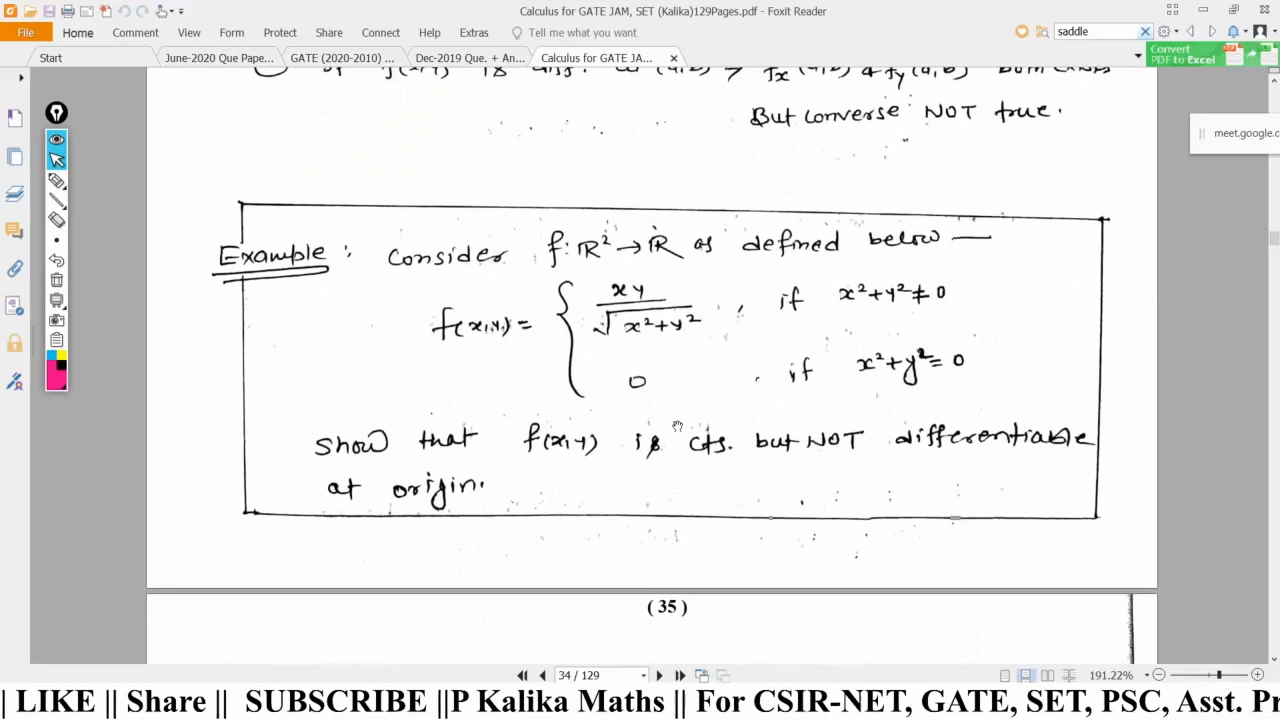 Calculus for GATE JAM, SET (Kalika)129Pages.pdf - Foxit Reader
File Home Comment View Form Protect Share Connect Help Extras Tell me what you want saddle
Start June-2020 Que Pape... GATE (2020-2010) ... Dec-2019 Que. + An... Calculus for GATE JA... x
Convert
PDF to Excel
But converse NOT true.
meet.google.c
Example : Consider f: ℝ² → ℝ as defined below —
f(x,y) = { xy / √(x²+y²) , if x²+y² ≠ 0
0 , if x²+y² = 0
Show that f(x,y) is cts. but NOT differentiable
at origin.
( 35 )
34 / 129 191.22%
| LIKE || Share || SUBSCRIBE ||P Kalika Maths || For CSIR-NET, GATE, SET, PSC, Asst. Pr